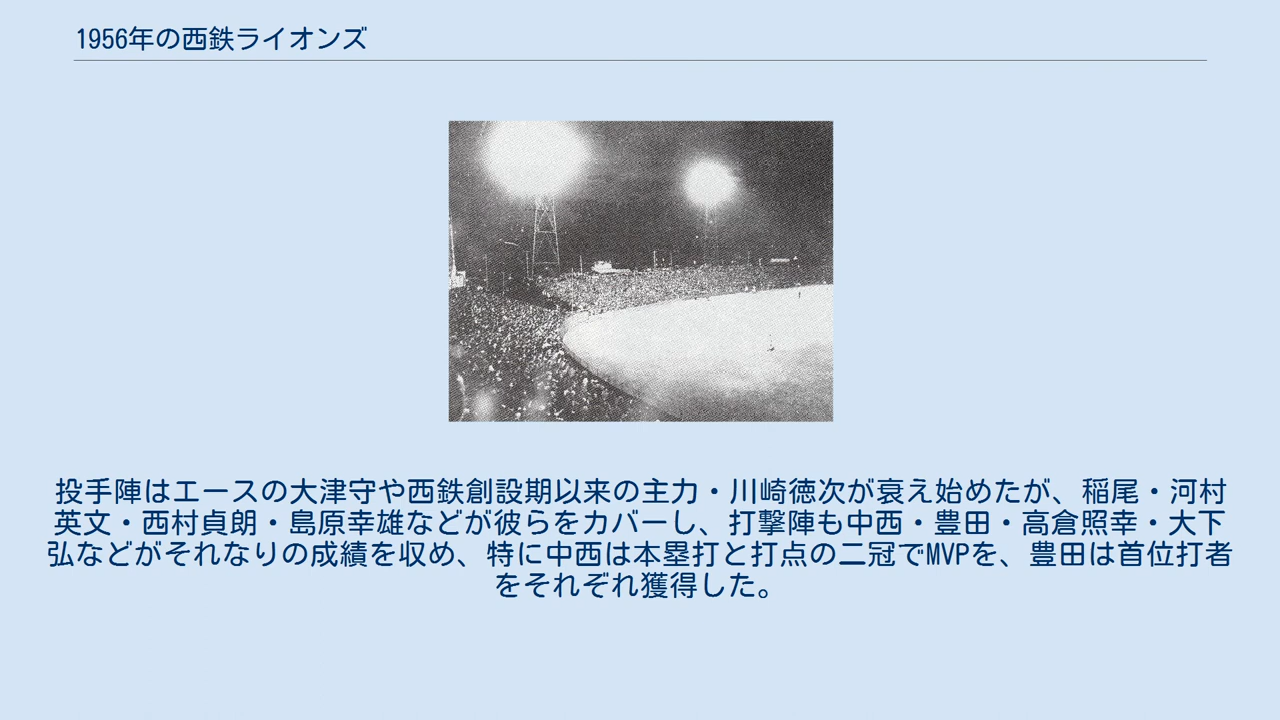 1956年の西鉄ライオンズ
投手陣はエースの大津守や西鉄創設期以来の主力・川崎徳次が衰え始めたが、稲尾・河村
英文・西村貞朗・島原幸雄などが彼らをカバーし、打撃陣も中西・豊田・高倉照幸・大下
弘などがそれなりの成績を収め、特に中西は本塁打と打点の二冠でMVPを、豊田は首位打者
をそれぞれ獲得した。